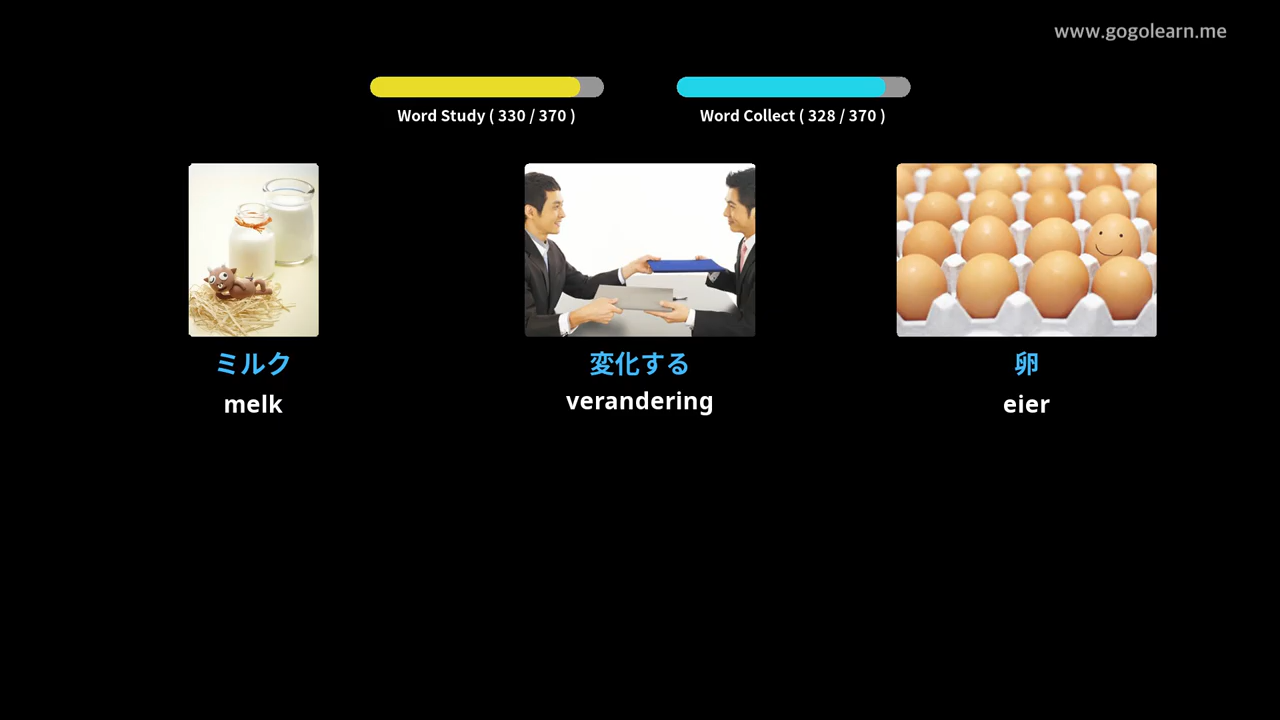 www.gogolearn.me
Word Study ( 330 / 370 )
Word Collect ( 328 / 370 )
ミルク
変化する
卵
melk
verandering
eier